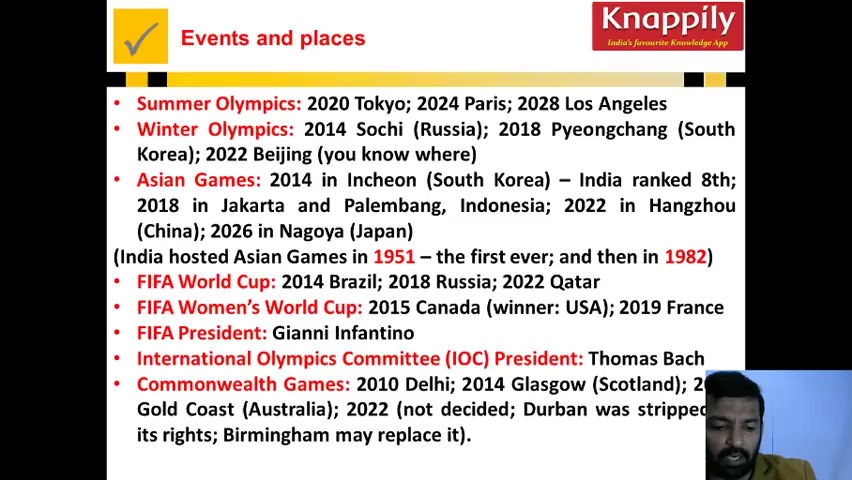 Events and places
Knappily
India's favourite Knowledge App
• Summer Olympics: 2020 Tokyo; 2024 Paris; 2028 Los Angeles
• Winter Olympics: 2014 Sochi (Russia); 2018 Pyeongchang (South
Korea); 2022 Beijing (you know where)
• Asian Games: 2014 in Incheon (South Korea) – India ranked 8th;
2018 in Jakarta and Palembang, Indonesia; 2022 in Hangzhou
(China); 2026 in Nagoya (Japan)
(India hosted Asian Games in 1951 – the first ever; and then in 1982)
• FIFA World Cup: 2014 Brazil; 2018 Russia; 2022 Qatar
• FIFA Women's World Cup: 2015 Canada (winner: USA); 2019 France
• FIFA President: Gianni Infantino
• International Olympics Committee (IOC) President: Thomas Bach
• Commonwealth Games: 2010 Delhi; 2014 Glasgow (Scotland);
Gold Coast (Australia); 2022 (not decided; Durban was stripped
its rights; Birmingham may replace it).